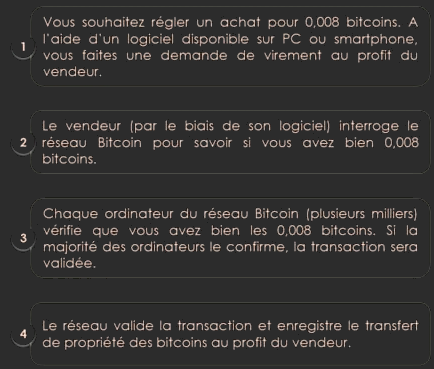 1
Vous souhaitez régler un achat pour 0,008 bitcoins. A
l'aide d'un logiciel disponible sur PC ou smartphone,
vous faites une demande de virement au profit du
vendeur.
2
Le vendeur (par le biais de son logiciel) interroge le
réseau Bitcoin pour savoir si vous avez bien 0,008
bitcoins.
3
Chaque ordinateur du réseau Bitcoin (plusieurs milliers)
vérifie que vous avez bien les 0,008 bitcoins. Si la
majorité des ordinateurs le confirme, la transaction sera
validée.
4
Le réseau valide la transaction et enregistre le transfert
de propriété des bitcoins au profit du vendeur.